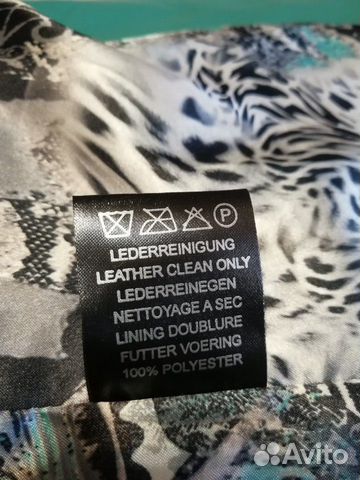 P
LEDERREINIGUNG
LEATHER CLEAN ONLY
LEDERREINEGEN
NETTOYAGE A SEC
LINING DOUBLURE
FUTTER VOERING
100% POLYESTER
Avito